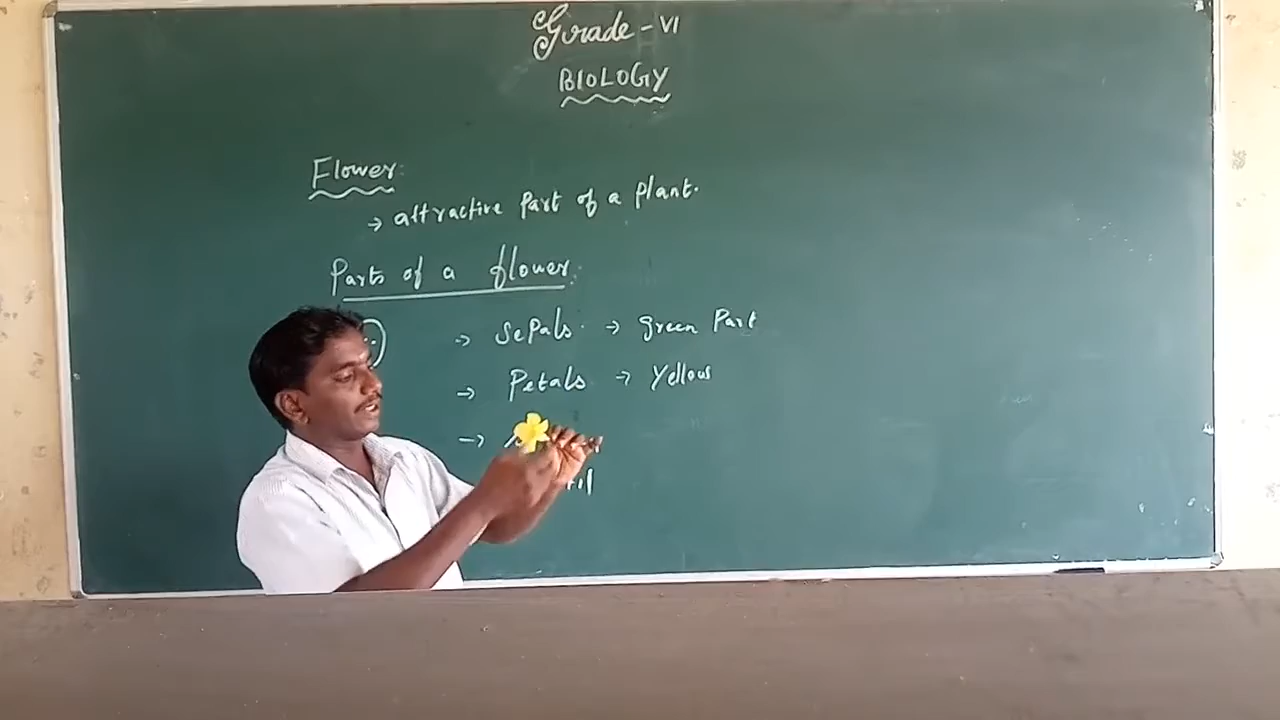 Grade - VI
BIOLOGY
Flower:
→ attractive Part of a Plant.
Parts of a flower:
→ Sepals. → green Part
→ Petals → Yellow
→